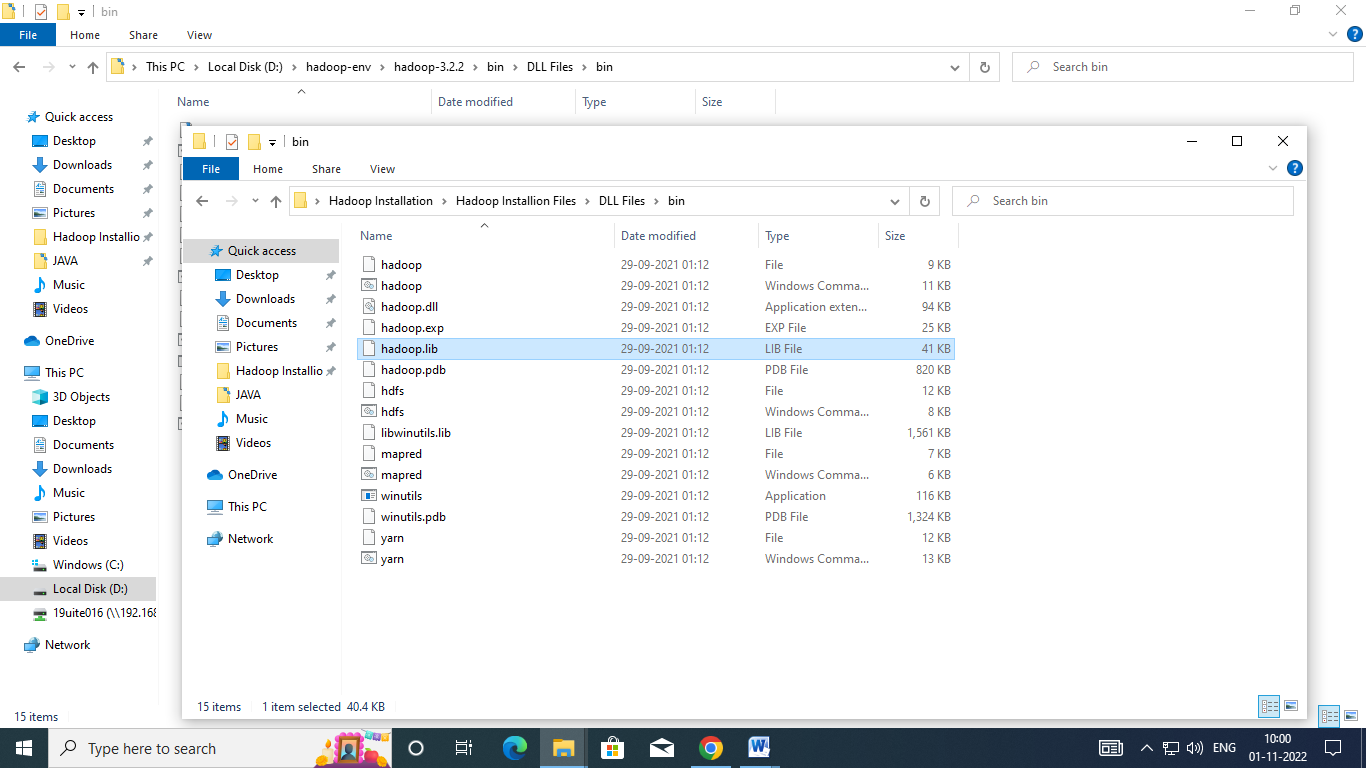 bin
File Home Share View
This PC Local Disk (D:) hadoop-env hadoop-3.2.2 bin DLL Files bin
Search bin
Name Date modified Type Size
Quick access
Desktop
Downloads
Documents
Pictures
Hadoop Installio
JAVA
Music
Videos
OneDrive
This PC
3D Objects
Desktop
Documents
Downloads
Music
Pictures
Videos
Windows (C:)
Local Disk (D:)
19uite016 (\\192.168
Network
15 items
bin
File Home Share View
Hadoop Installation Hadoop Installion Files DLL Files bin
Search bin
Quick access
Desktop
Downloads
Documents
Pictures
Hadoop Installio
JAVA
Music
Videos
OneDrive
This PC
Network
Name Date modified Type Size
hadoop 29-09-2021 01:12 File 9 KB
hadoop 29-09-2021 01:12 Windows Comma... 11 KB
hadoop.dll 29-09-2021 01:12 Application exten... 94 KB
hadoop.exp 29-09-2021 01:12 EXP File 25 KB
hadoop.lib 29-09-2021 01:12 LIB File 41 KB
hadoop.pdb 29-09-2021 01:12 PDB File 820 KB
hdfs 29-09-2021 01:12 File 12 KB
hdfs 29-09-2021 01:12 Windows Comma... 8 KB
libwinutils.lib 29-09-2021 01:12 LIB File 1,561 KB
mapred 29-09-2021 01:12 File 7 KB
mapred 29-09-2021 01:12 Windows Comma... 6 KB
winutils 29-09-2021 01:12 Application 116 KB
winutils.pdb 29-09-2021 01:12 PDB File 1,324 KB
yarn 29-09-2021 01:12 File 12 KB
yarn 29-09-2021 01:12 Windows Comma... 13 KB
15 items 1 item selected 40.4 KB
Type here to search
ENG
10:00
01-11-2022